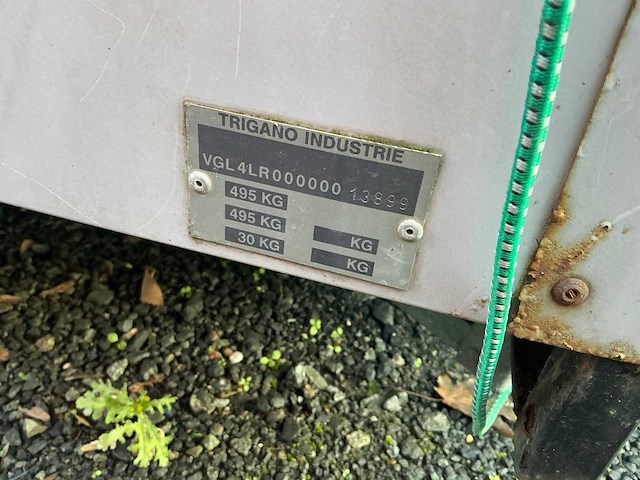 TRIGANO INDUSTRIE
VGL4LR000000 13899
495 KG
495 KG
KG
30 KG
KG